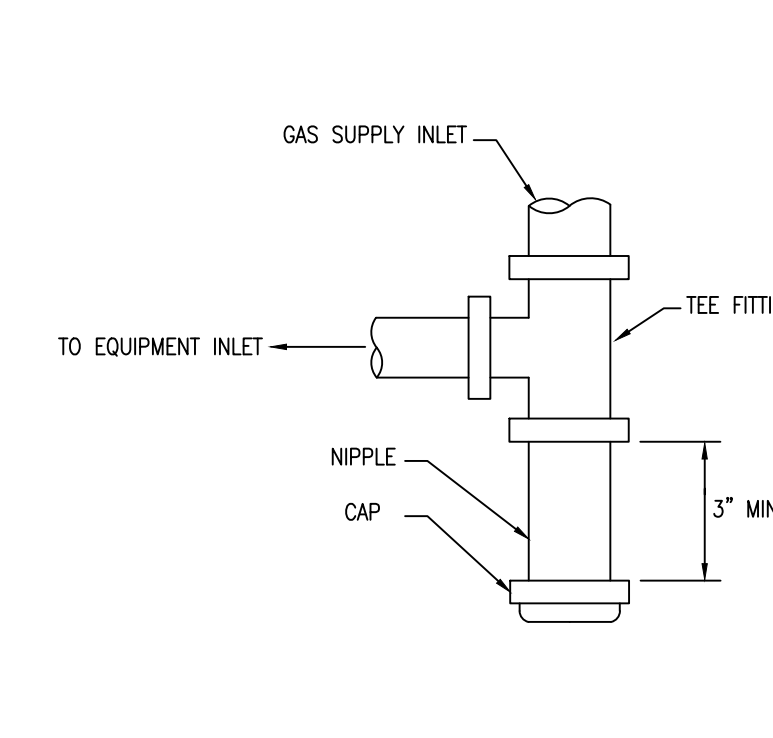 GAS SUPPLY INLET
TEE FITTI
TO EQUIPMENT INLET
NIPPLE
CAP
3" MIN